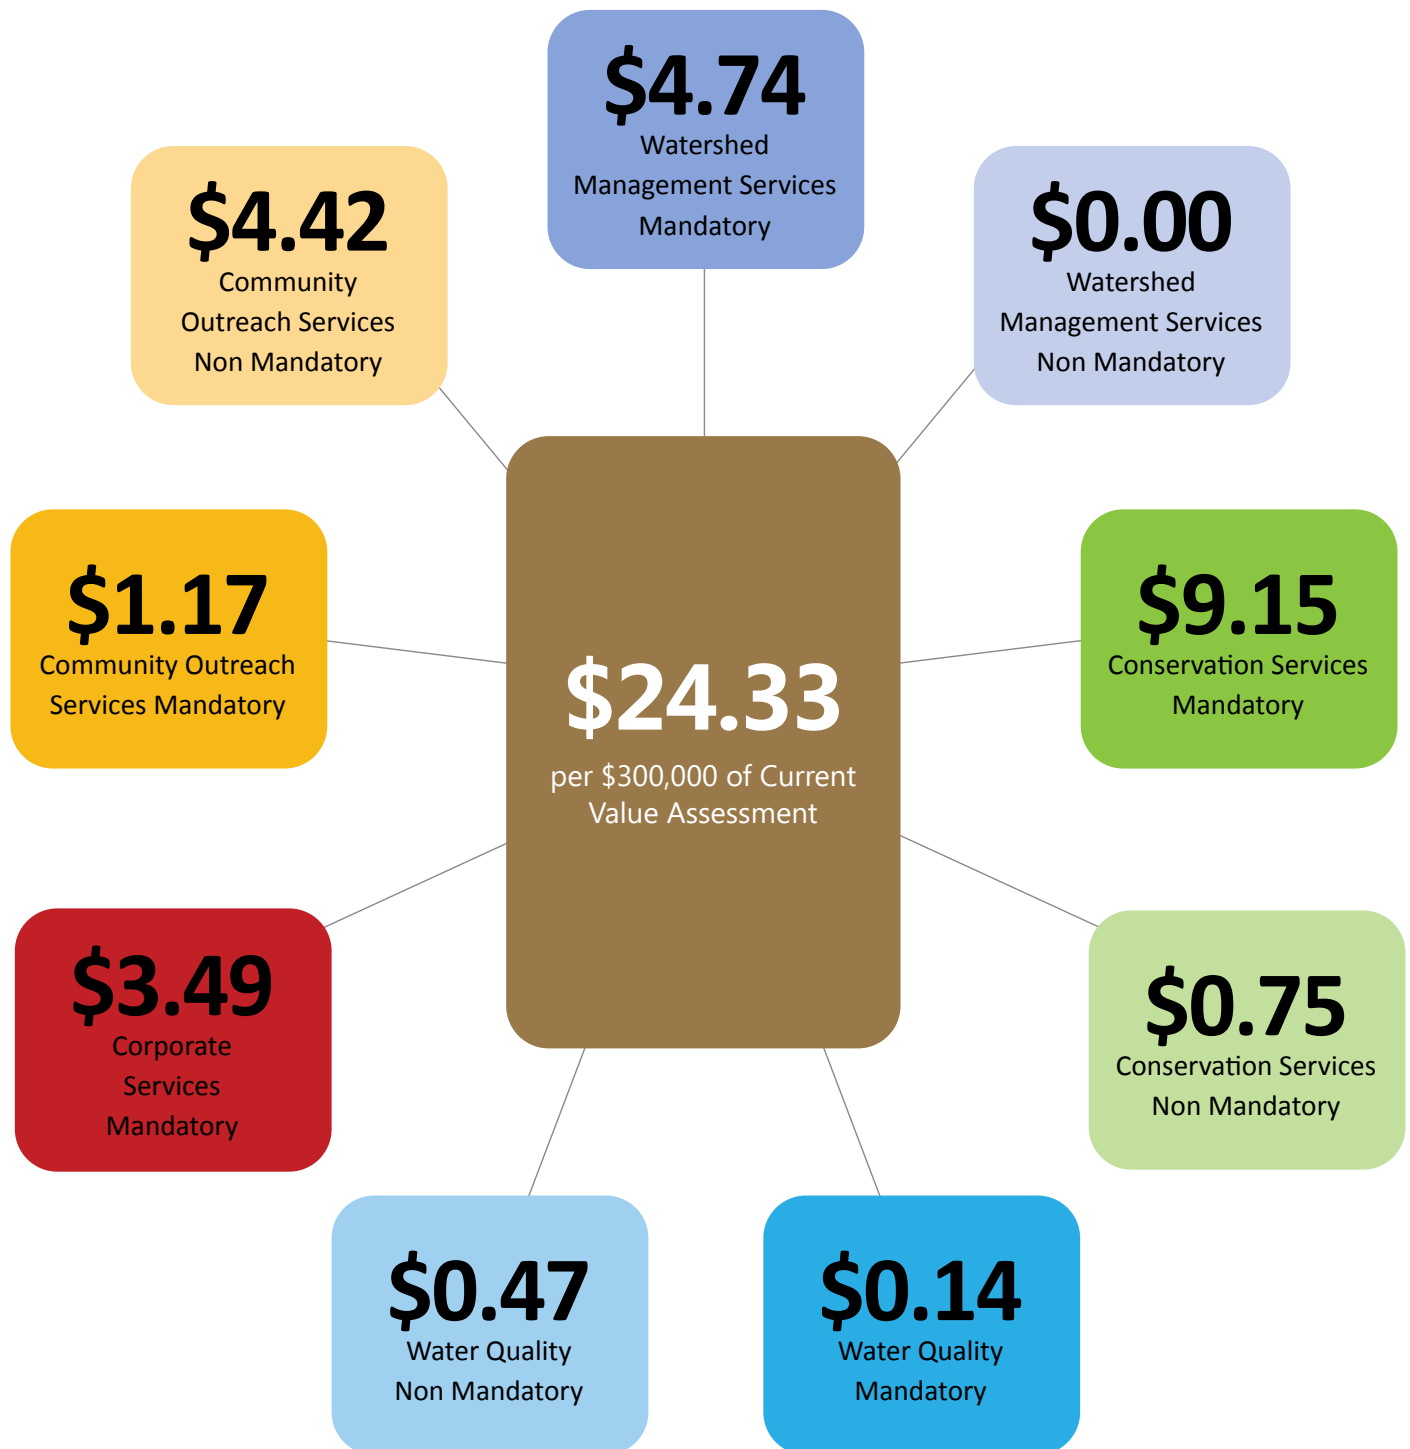 $4.74
Watershed
Management Services
Mandatory
$4.42
Community
Outreach Services
Non Mandatory
$0.00
Watershed
Management Services
Non Mandatory
$1.17
Community Outreach
Services Mandatory
$24.33
per $300,000 of Current
Value Assessment
$9.15
Conservation Services
Mandatory
$3.49
Corporate
Services
Mandatory
$0.75
Conservation Services
Non Mandatory
$0.47
Water Quality
Non Mandatory
$0.14
Water Quality
Mandatory